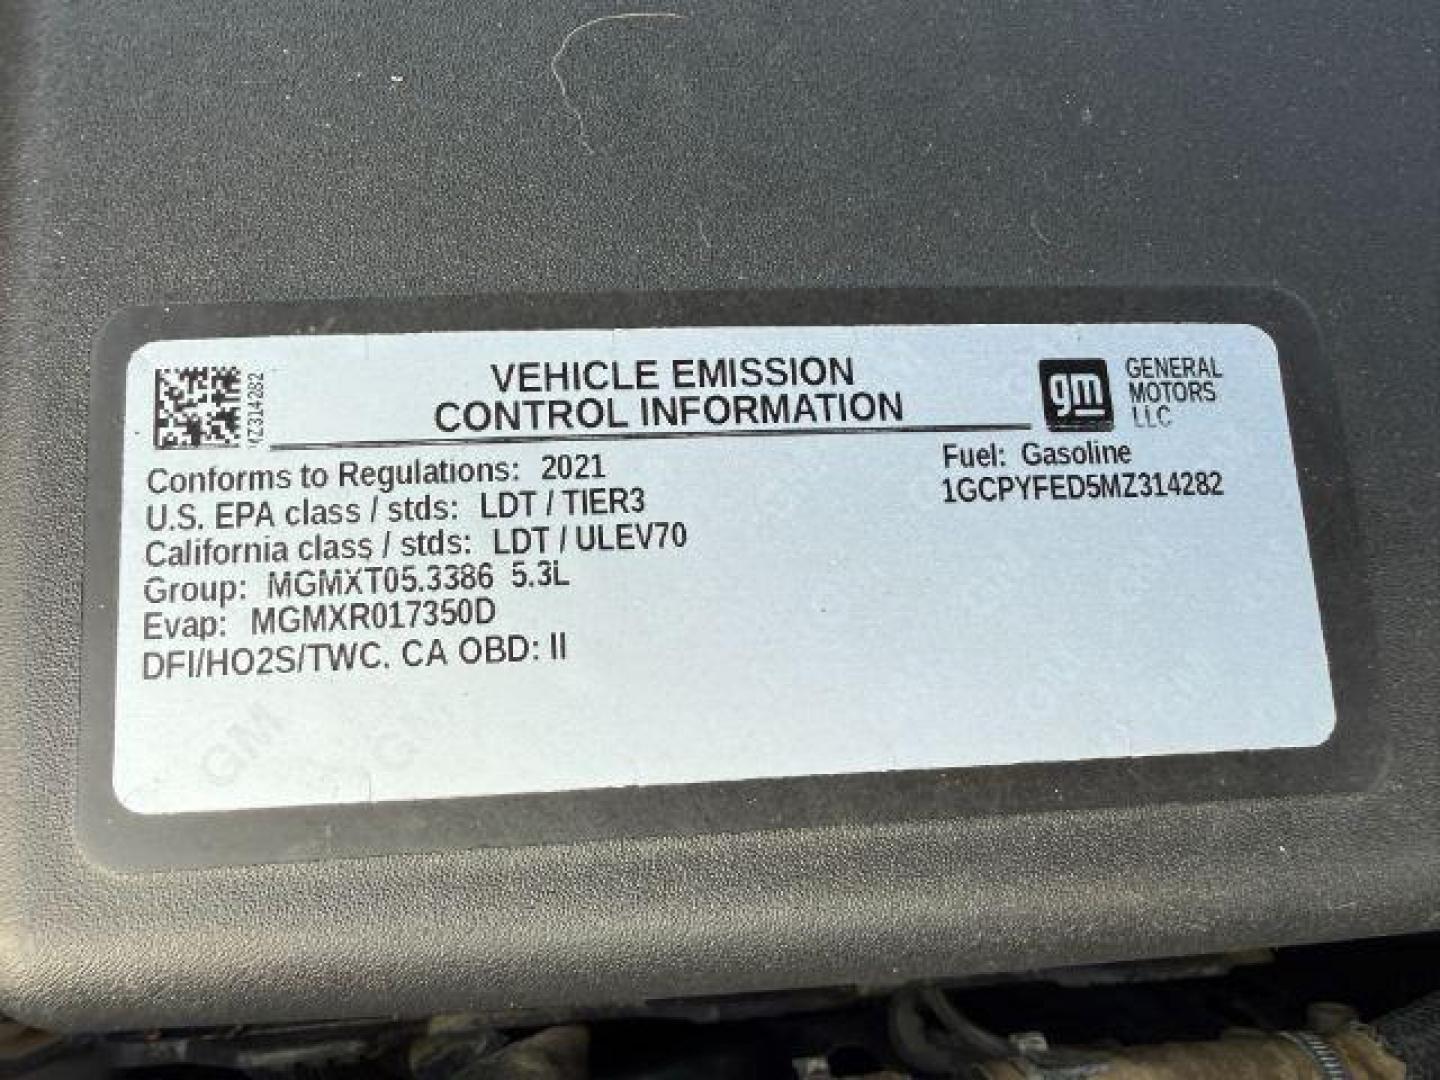 VEHICLE EMISSION
CONTROL INFORMATION
MZ314282
gm
GENERAL
MOTORS
LLC
Conforms to Regulations: 2021
U.S. EPA class / stds: LDT / TIER3
California class / stds: LDT / ULEV70
Group: MGMXT05.3386 5.3L
Evap: MGMXR017350D
DFI/HO2S/TWC. CA OBD: II
Fuel: Gasoline
1GCPYFED5MZ314282
GM
GM